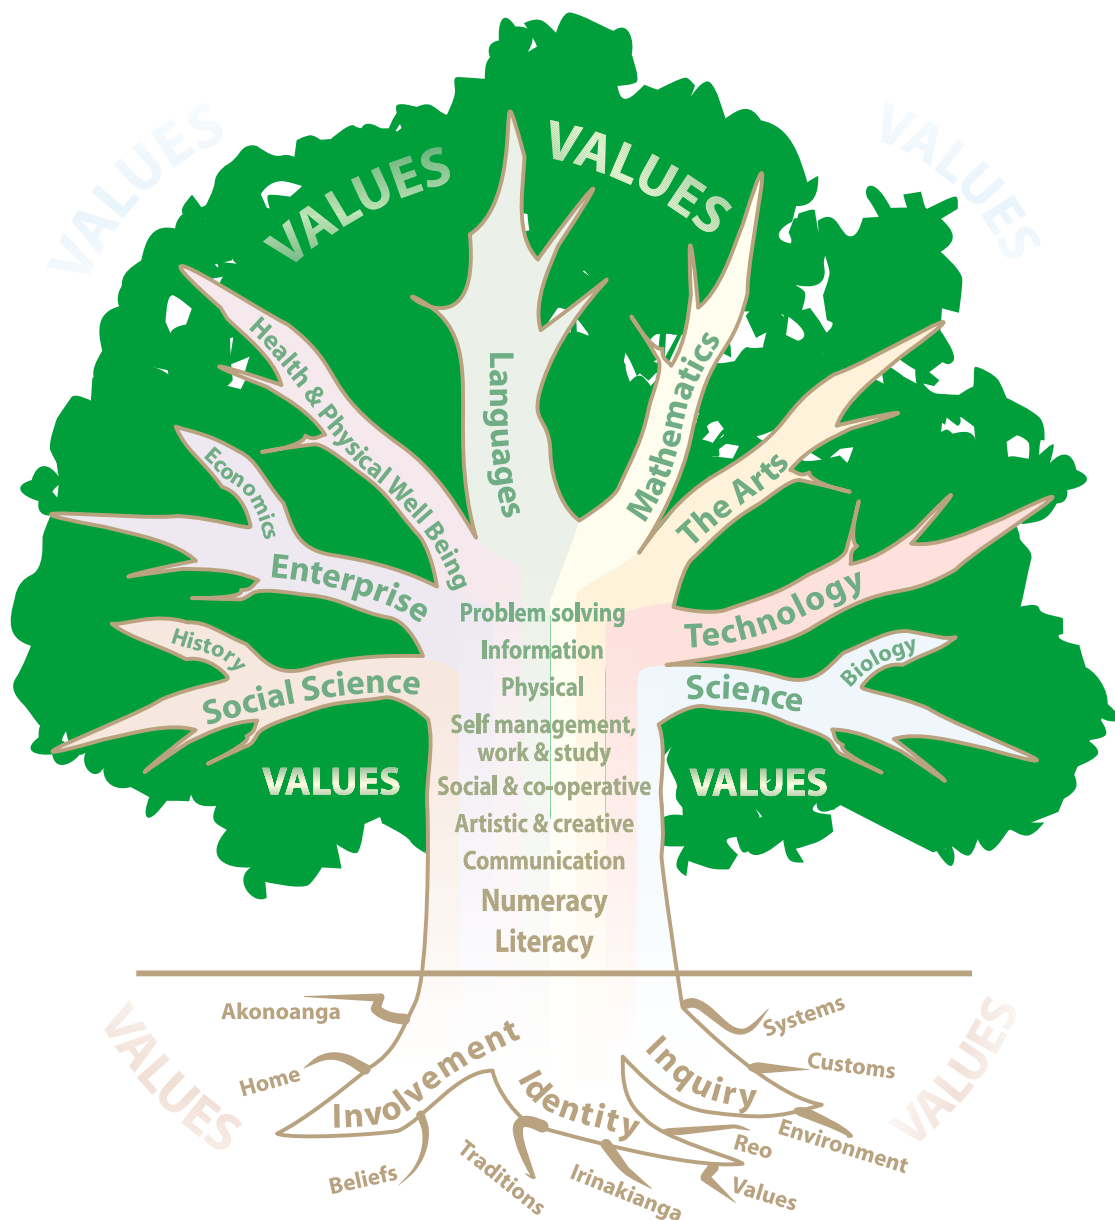 VALUES
VALUES
VALUES
VALUES
Health & Physical Well Being
Languages
Mathematics
The Arts
Economics
Enterprise
Technology
History
Social Science
Science
Biology
Problem solving
Information
Physical
Self management,
work & study
Social & co-operative
Artistic & creative
Communication
Numeracy
Literacy
VALUES
VALUES
Akonoanga
Home
Involvement
Beliefs
Identity
Traditions
Irinakianga
Inquiry
Systems
Customs
Environment
Reo
Values
VALUES
VALUES